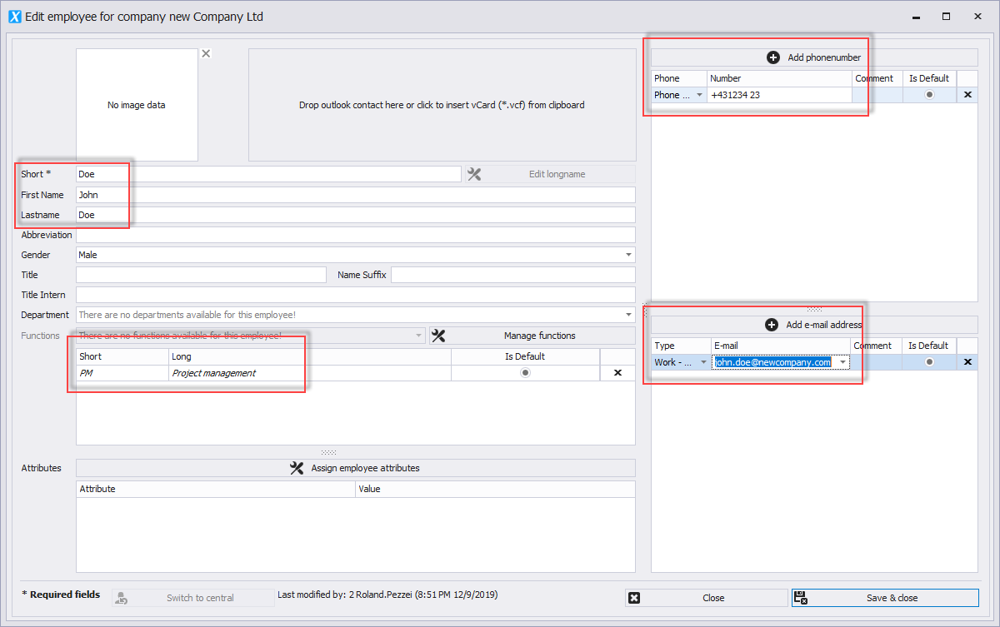 X Edit employee for company new Company Ltd
No image data
Drop outlook contact here or click to insert vCard (*.vcf) from clipboard
Short * Doe Edit longname
First Name John
Lastname Doe
Abbreviation
Gender Male
Title Name Suffix
Title Intern
Department There are no departments available for this employee!
Functions There are no functions available for this employee! Manage functions
Short Long Is Default
PM Project management
Attributes Assign employee attributes
Attribute Value
Add phonenumber
Phone Number Comment Is Default
Phone ... +431234 23
Add e-mail address
Type E-mail Comment Is Default
Work - ... john.doe@newcompany.com
* Required fields Switch to central Last modified by: 2 Roland.Pezzei (8:51 PM 12/9/2019) Close Save & close